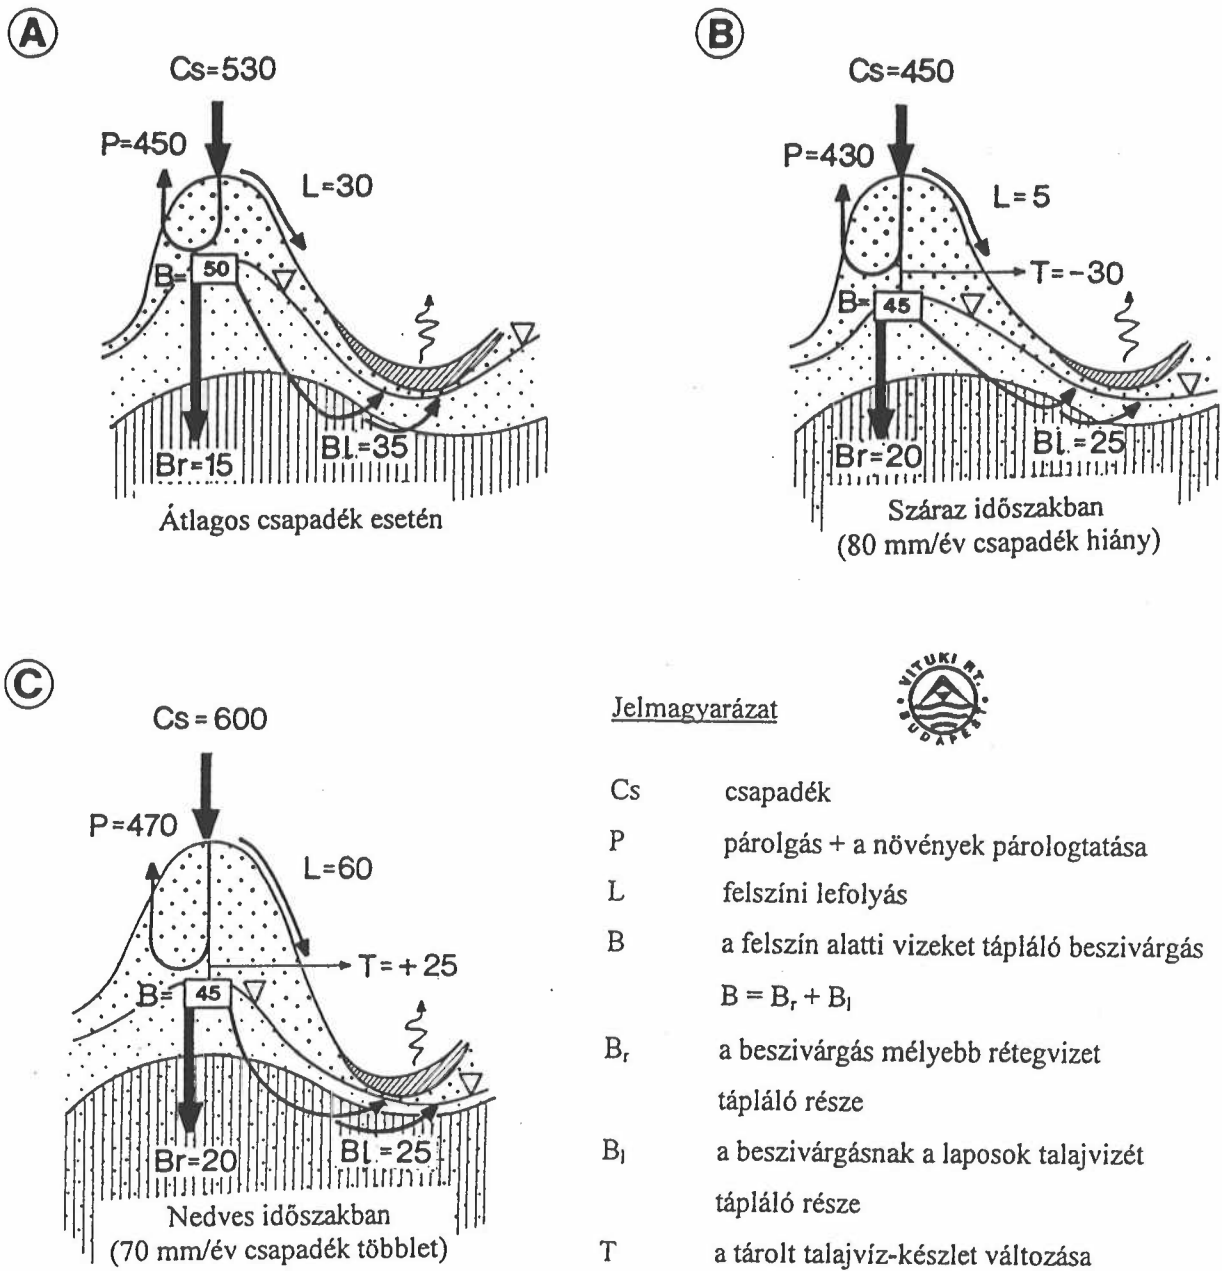 A
Cs=530
P=450
L=30
B= 50
Br=15
Bl.=35
Átlagos csapadék esetén
B
Cs=450
P=430
L=5
T=-30
B= 45
Br=20
Bl.=25
Száraz időszakban
(80 mm/év csapadék hiány)
C
Cs=600
P=470
L=60
T=+25
B= 45
Br=20
Bl.=25
Nedves időszakban
(70 mm/év csapadék többlet)
Jelmagyarázat
VITUKI RT.
BUDAPEST
Cs csapadék
P párolgás + a növények párologtatása
L felszíni lefolyás
B a felszín alatti vizeket tápláló beszivárgás
B = Br + Bl
Br a beszivárgás mélyebb rétegvizet
tápláló része
Bl a beszivárgásnak a laposok talajvizét
tápláló része
T a tárolt talajvíz-készlet változása